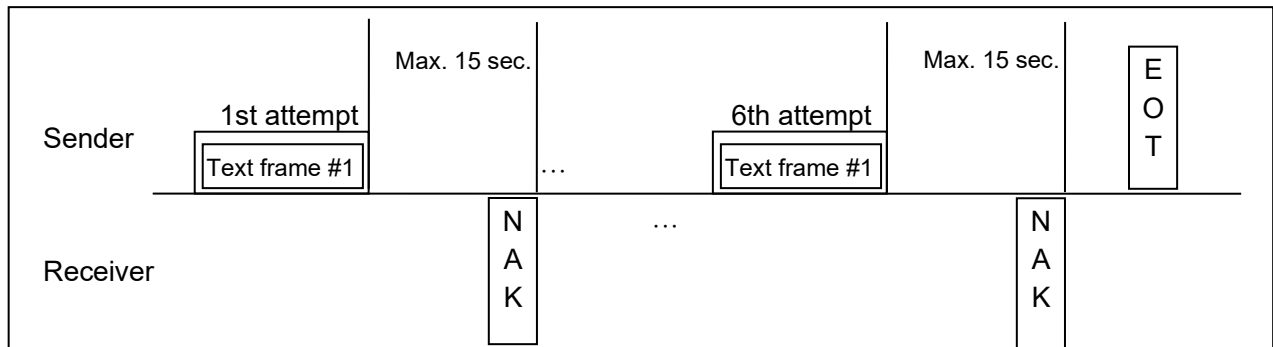 Max. 15 sec.
Max. 15 sec.
E
O
T
1st attempt
6th attempt
Sender
Text frame #1
…
Text frame #1
N
A
K
…
N
A
K
Receiver